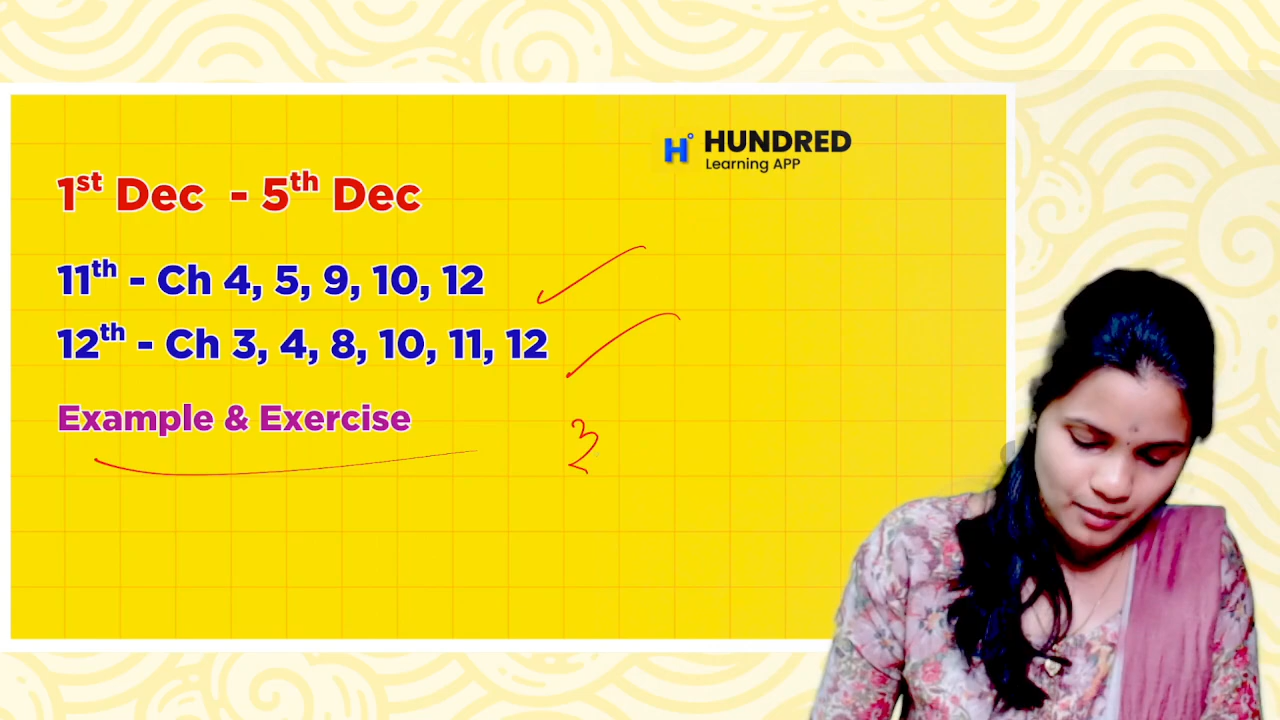 HUNDRED
Learning APP
1st Dec - 5th Dec
11th - Ch 4, 5, 9, 10, 12
12th - Ch 3, 4, 8, 10, 11, 12
Example & Exercise